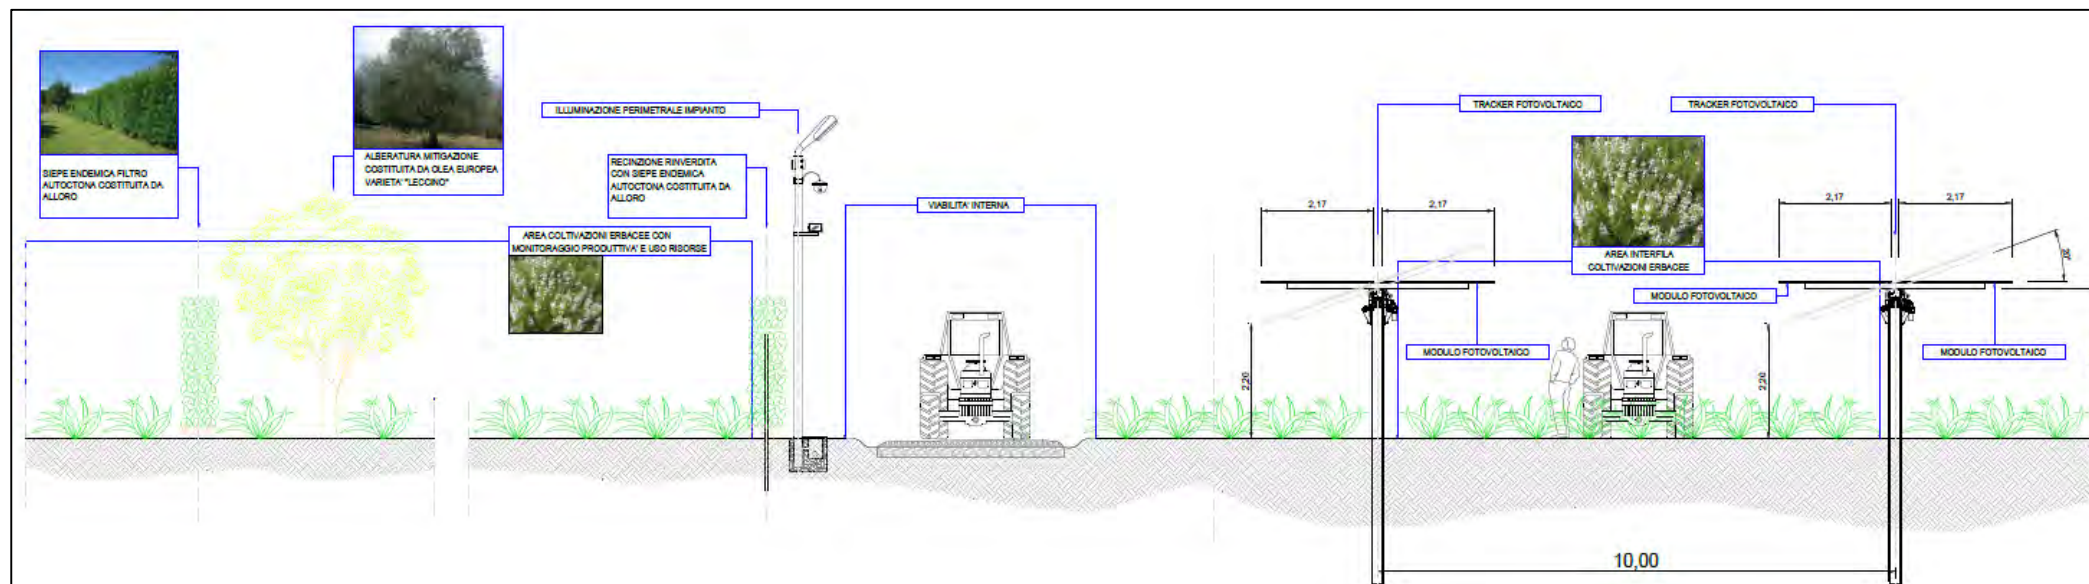 SIEPE ENDEMICA FILTRO
AUTOCTONA COSTITUITA DA
ALLORO
ALBERATURA MITIGAZIONE
COSTITUITA DA OLEA EUROPEA
VARIETA' "LECCINO"
ILLUMINAZIONE PERIMETRALE IMPIANTO
RECINZIONE RINVERDITA
CON SIEPE ENDEMICA
AUTOCTONA COSTITUITA DA
ALLORO
AREA COLTIVAZIONI ERBACEE CON
MONITORAGGIO PRODUTTIVA' E USO RISORSE
VIABILITA' INTERNA
TRACKER FOTOVOLTAICO
TRACKER FOTOVOLTAICO
2,17
2,17
2,17
2,17
AREA INTERFILA
COLTIVAZIONI ERBACEE
MODULO FOTOVOLTAICO
MODULO FOTOVOLTAICO
MODULO FOTOVOLTAICO
2,20
2,20
10,00